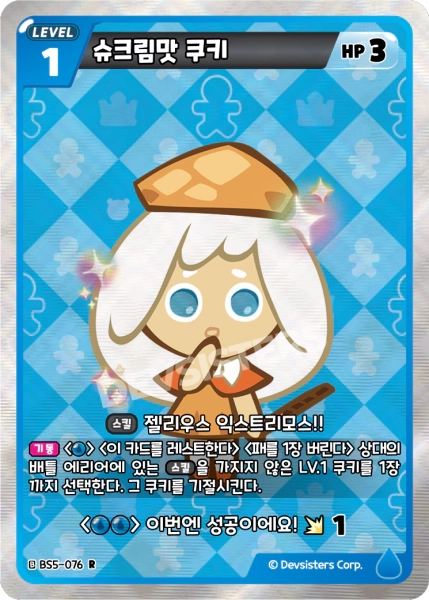 LEVEL
1
슈크림맛 쿠키
HP 3
DEVSISTERS
스킬 젤리우스 익스트리모스!!
기동 <💧> <이 카드를 레스트한다> <패를 1장 버린다> 상대의
배틀 에리어에 있는 스킬 을 가지지 않은 LV.1 쿠키를 1장
까지 선택한다. 그 쿠키를 기절시킨다.
<💧💧> 이번엔 성공이에요! 1
B BS5-076 R
© Devsisters Corp.